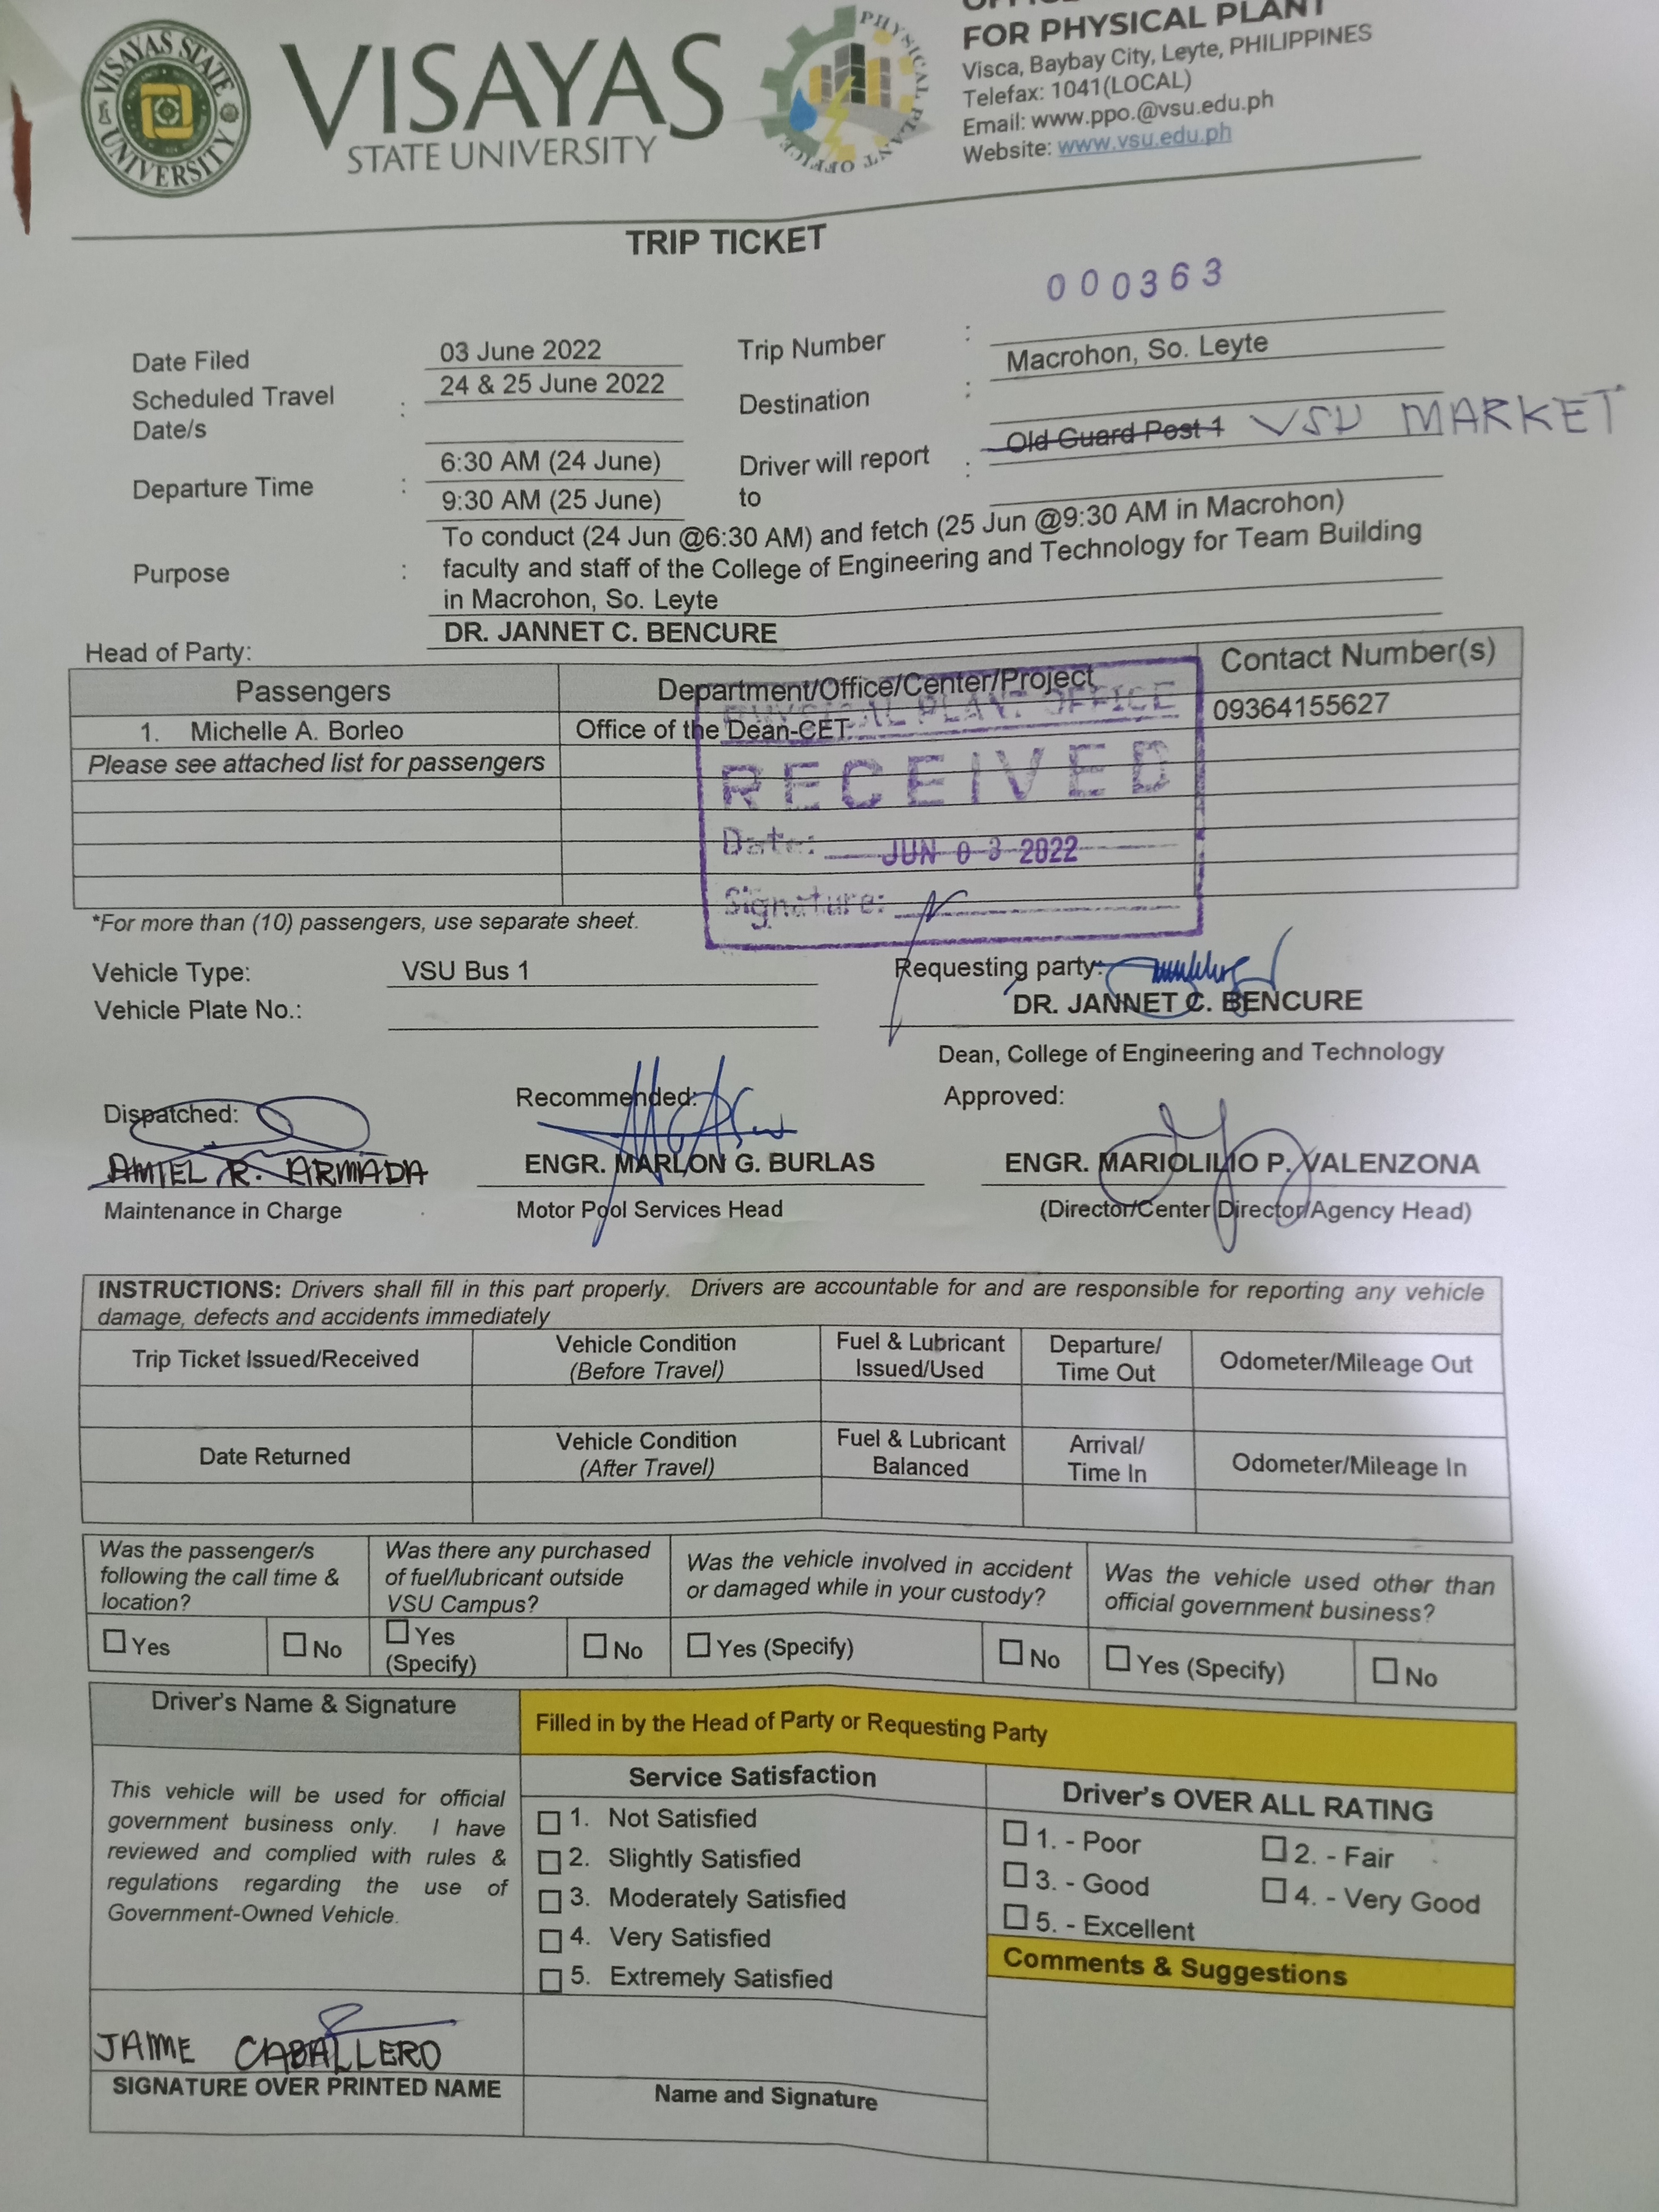 VISAYAS STATE UNIVERSITY
VISAYAS
STATE UNIVERSITY
PHYSICAL PLANT OFFICE
FOR PHYSICAL PLANT
Visca, Baybay City, Leyte, PHILIPPINES
Telefax: 1041(LOCAL)
Email: www.ppo.@vsu.edu.ph
Website: www.vsu.edu.ph
TRIP TICKET
000363
Date Filed 03 June 2022 Trip Number :
Scheduled Travel Date/s : 24 & 25 June 2022 Destination : Macrohon, So. Leyte
Departure Time : 6:30 AM (24 June) Driver will report to : Old Guard Post 1 VSU MARKET
9:30 AM (25 June)
Purpose : To conduct (24 Jun @6:30 AM) and fetch (25 Jun @9:30 AM in Macrohon)
faculty and staff of the College of Engineering and Technology for Team Building
in Macrohon, So. Leyte
Head of Party: DR. JANNET C. BENCURE
Passengers Department/Office/Center/Project Contact Number(s)
1. Michelle A. Borleo Office of the Dean-CET 09364155627
Please see attached list for passengers
PHYSICAL PLANT OFFICE
RECEIVED
Date: JUN 03 2022
Signature:
*For more than (10) passengers, use separate sheet.
Vehicle Type: VSU Bus 1 Requesting party:
Vehicle Plate No.: DR. JANNET C. BENCURE
Dean, College of Engineering and Technology
Dispatched: Recommended: Approved:
AMIEL R. ARMADA ENGR. MARLON G. BURLAS ENGR. MARIOLILIO P. VALENZONA
Maintenance in Charge Motor Pool Services Head (Director/Center Director/Agency Head)
INSTRUCTIONS: Drivers shall fill in this part properly. Drivers are accountable for and are responsible for reporting any vehicle
damage, defects and accidents immediately
Trip Ticket Issued/Received Vehicle Condition (Before Travel) Fuel & Lubricant Issued/Used Departure/ Time Out Odometer/Mileage Out
Date Returned Vehicle Condition (After Travel) Fuel & Lubricant Balanced Arrival/ Time In Odometer/Mileage In
Was the passenger/s following the call time & location? Was there any purchased of fuel/lubricant outside VSU Campus? Was the vehicle involved in accident or damaged while in your custody? Was the vehicle used other than official government business?
Yes No Yes (Specify) No Yes (Specify) No Yes (Specify) No
Driver's Name & Signature Filled in by the Head of Party or Requesting Party
This vehicle will be used for official
government business only. I have
reviewed and complied with rules &
regulations regarding the use of
Government-Owned Vehicle.
Service Satisfaction
1. Not Satisfied
2. Slightly Satisfied
3. Moderately Satisfied
4. Very Satisfied
5. Extremely Satisfied
Driver's OVER ALL RATING
1. - Poor 2. - Fair
3. - Good 4. - Very Good
5. - Excellent
Comments & Suggestions
JAIME CABALLERO
SIGNATURE OVER PRINTED NAME Name and Signature